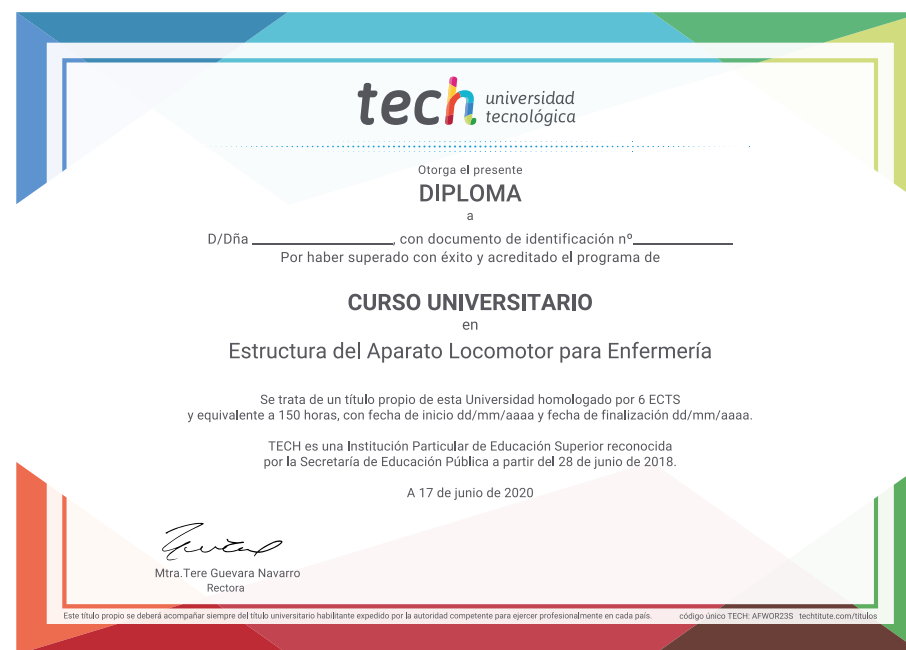 tech universidad
tecnológica
Otorga el presente
DIPLOMA
a
D/Dña ______________, con documento de identificación nº__________
Por haber superado con éxito y acreditado el programa de
CURSO UNIVERSITARIO
en
Estructura del Aparato Locomotor para Enfermería
Se trata de un título propio de esta Universidad homologado por 6 ECTS
y equivalente a 150 horas, con fecha de inicio dd/mm/aaaa y fecha de finalización dd/mm/aaaa.
TECH es una Institución Particular de Educación Superior reconocida
por la Secretaría de Educación Pública a partir del 28 de junio de 2018.
A 17 de junio de 2020
Mtra.Tere Guevara Navarro
Rectora
Este título propio se deberá acompañar siempre del título universitario habilitante expedido por la autoridad competente para ejercer profesionalmente en cada país. código único TECH: AFWOR23S techtitute.com/titulos